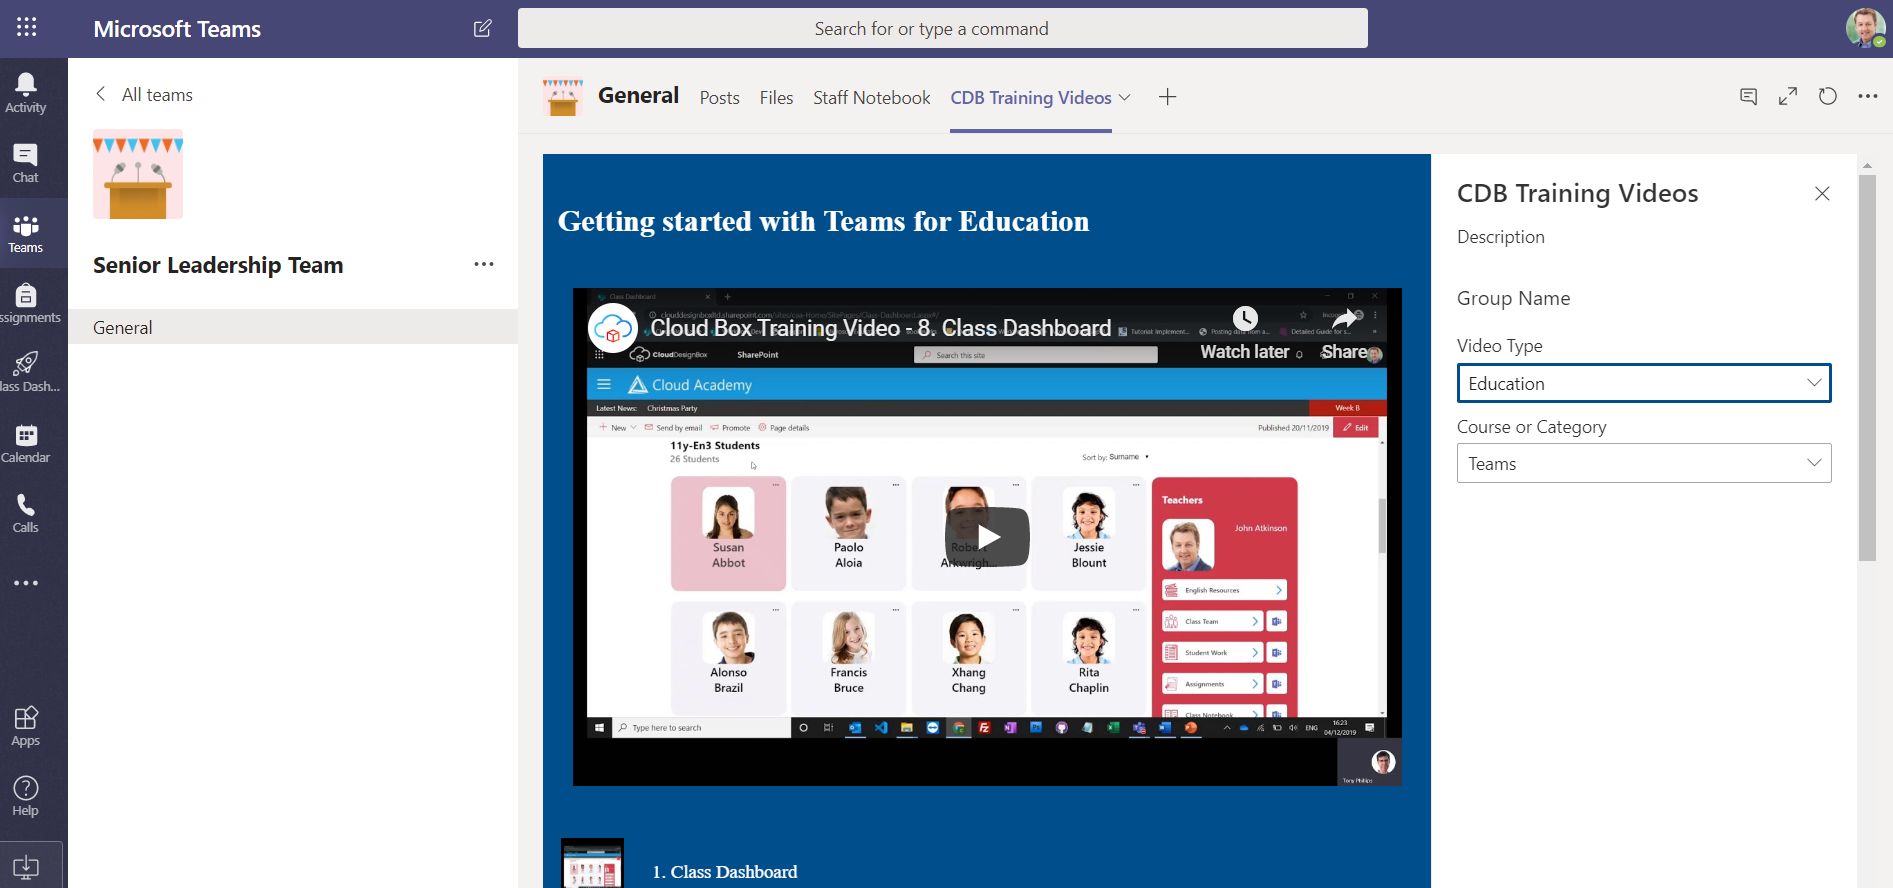 Microsoft Teams
Search for or type a command
Activity
Chat
Teams
ssignments
lass Dash...
Calendar
Calls
Apps
Help
All teams
Senior Leadership Team
General
General
Posts
Files
Staff Notebook
CDB Training Videos
Getting started with Teams for Education
Class Dashboard
Cloud Box Training Video - 8. Class Dashboard
Watch later
Share
CloudDesignBox
SharePoint
Search this site
Cloud Academy
Latest News: Christmas Party
Week B
New
Send by email
Promote
Page details
Published 20/11/2019
Edit
11y-En3 Students
26 Students
Sort by: Surname
Susan
Abbot
Paolo
Aloia
Robert
Arkwrigh...
Jessie
Blount
Alonso
Brazil
Francis
Bruce
Xhang
Chang
Rita
Chaplin
Teachers
John Atkinson
English Resources
Class Team
Student Work
Assignments
Class Notebook
Type here to search
ENG
16:23
04/12/2019
Tony Phillips
1. Class Dashboard
CDB Training Videos
Description
Group Name
Video Type
Education
Course or Category
Teams